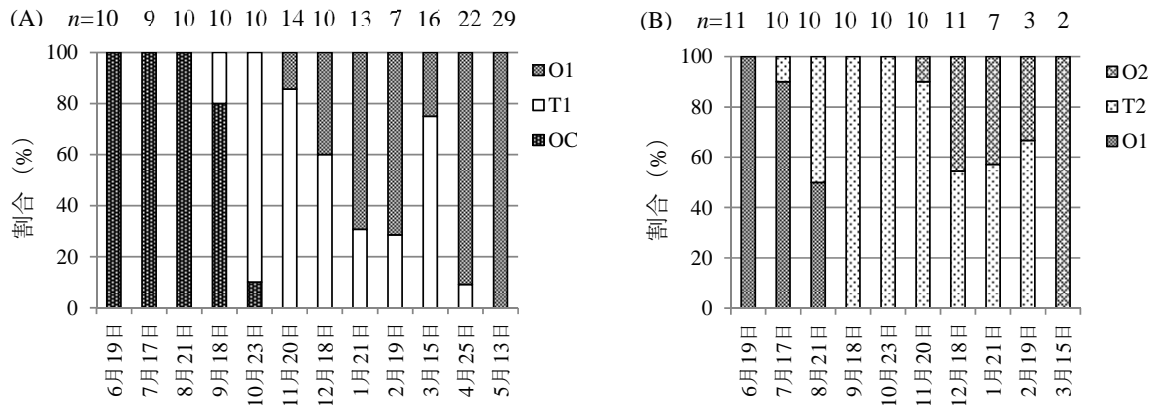 (A) n=10 9 10 10 10 14 10 13 7 16 22 29
100
80
60
40
20
0
割合 (%)
6月19日
7月17日
8月21日
9月18日
10月23日
11月20日
12月18日
1月21日
2月19日
3月15日
4月25日
5月13日
O1
T1
OC
(B) n=11 10 10 10 10 10 11 7 3 2
100
80
60
40
20
0
割合 (%)
6月19日
7月17日
8月21日
9月18日
10月23日
11月20日
12月18日
1月21日
2月19日
3月15日
O2
T2
O1